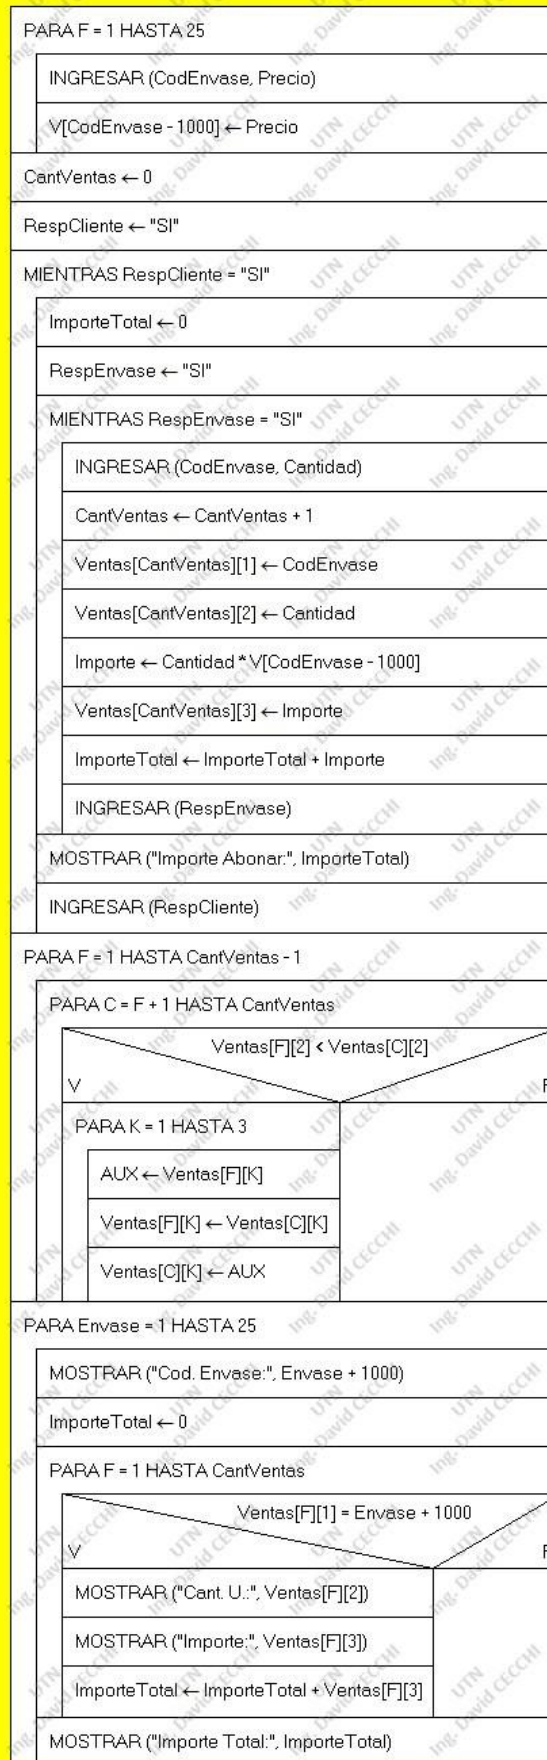 PARA F = 1 HASTA 25
INGRESAR (CodEnvase, Precio)
V[CodEnvase - 1000] ← Precio
CantVentas ← 0
RespCliente ← "SI"
MIENTRAS RespCliente = "SI"
ImporteTotal ← 0
RespEnvase ← "SI"
MIENTRAS RespEnvase = "SI"
INGRESAR (CodEnvase, Cantidad)
CantVentas ← CantVentas + 1
Ventas[CantVentas][1] ← CodEnvase
Ventas[CantVentas][2] ← Cantidad
Importe ← Cantidad * V[CodEnvase - 1000]
Ventas[CantVentas][3] ← Importe
ImporteTotal ← ImporteTotal + Importe
INGRESAR (RespEnvase)
MOSTRAR ("Importe Abonar:", ImporteTotal)
INGRESAR (RespCliente)
PARA F = 1 HASTA CantVentas - 1
PARA C = F + 1 HASTA CantVentas
Ventas[F][2] < Ventas[C][2]
V F
PARA K = 1 HASTA 3
AUX ← Ventas[F][K]
Ventas[F][K] ← Ventas[C][K]
Ventas[C][K] ← AUX
PARA Envase = 1 HASTA 25
MOSTRAR ("Cod. Envase:", Envase + 1000)
ImporteTotal ← 0
PARA F = 1 HASTA CantVentas
Ventas[F][1] = Envase + 1000
V F
MOSTRAR ("Cant. U.:", Ventas[F][2])
MOSTRAR ("Importe:", Ventas[F][3])
ImporteTotal ← ImporteTotal + Ventas[F][3]
MOSTRAR ("Importe Total:", ImporteTotal)
UTN
Ing. David CECCHI